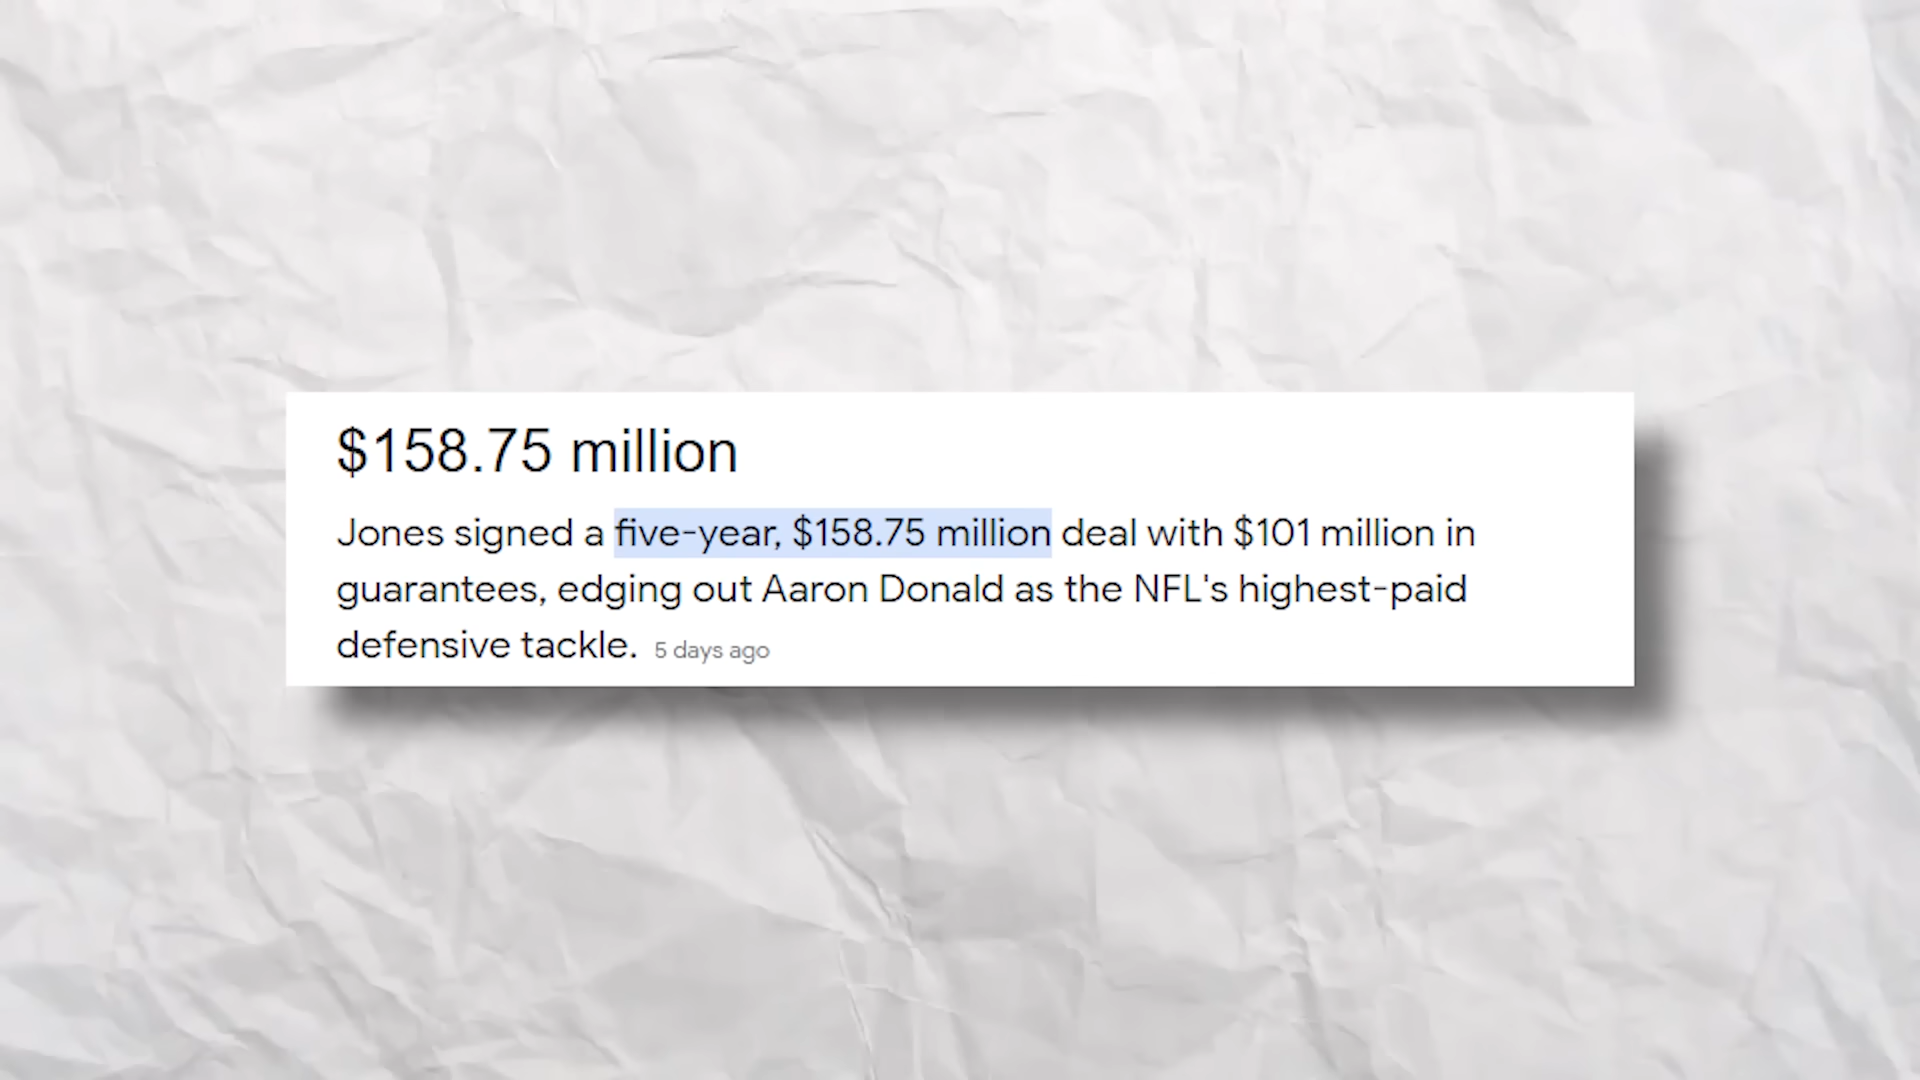 $158.75 million
Jones signed a five-year, $158.75 million deal with $101 million in
guarantees, edging out Aaron Donald as the NFL's highest-paid
defensive tackle. 5 days ago